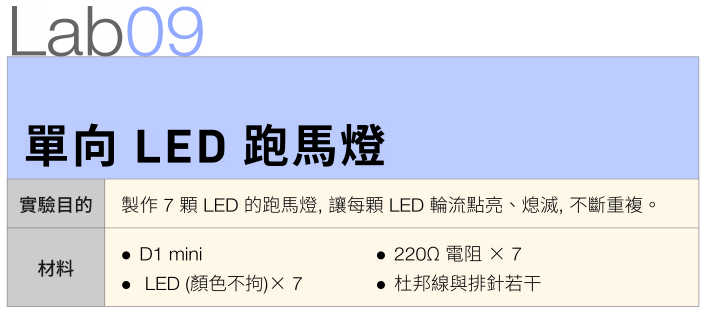 Lab09
單向 LED 跑馬燈
實驗目的
製作 7 顆 LED 的跑馬燈, 讓每顆 LED 輪流點亮、熄滅, 不斷重複。
材料
● D1 mini
● 220Ω 電阻 × 7
● LED (顏色不拘)× 7
● 杜邦線與排針若干